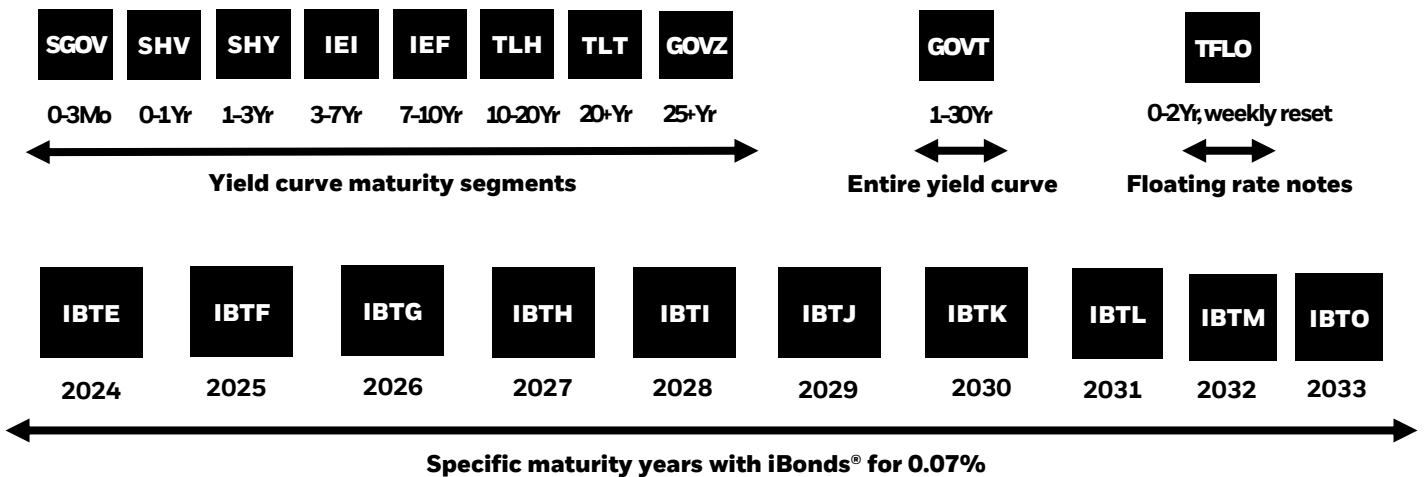 SGOV SHV SHY IEI IEF TLH TLT GOVZ GOVT TFLO
0-3Mo 0-1Yr 1-3Yr 3-7Yr 7-10Yr 10-20Yr 20+Yr 25+Yr 1-30Yr 0-2Yr, weekly reset
Yield curve maturity segments Entire yield curve Floating rate notes
IBTE IBTF IBTG IBTH IBTI IBTJ IBTK IBTL IBTM IBTO
2024 2025 2026 2027 2028 2029 2030 2031 2032 2033
Specific maturity years with iBonds® for 0.07%